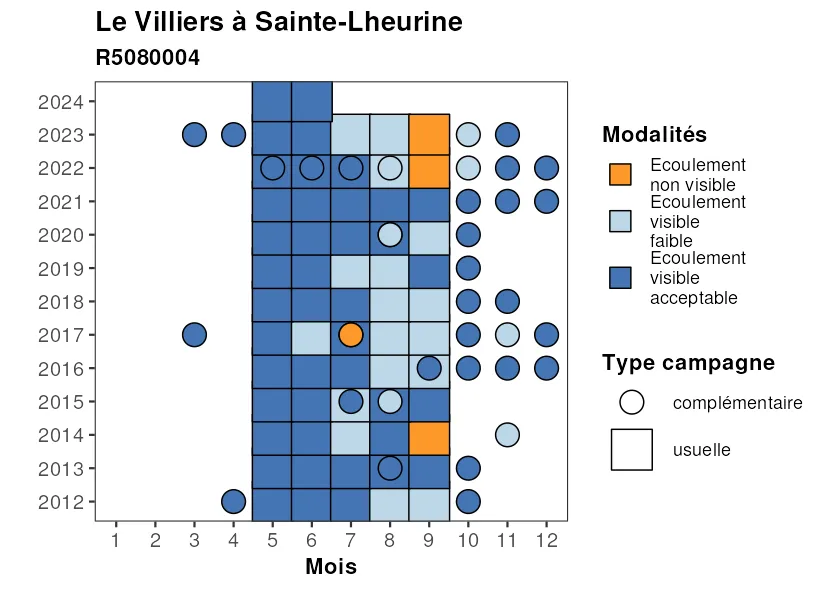 Le Villiers à Sainte-Lheurine
R5080004
2024
2023
2022
2021
2020
2019
2018
2017
2016
2015
2014
2013
2012
1 2 3 4 5 6 7 8 9 10 11 12
Mois
Modalités
Ecoulement
non visible
Ecoulement
visible
faible
Ecoulement
visible
acceptable
Type campagne
complémentaire
usuelle